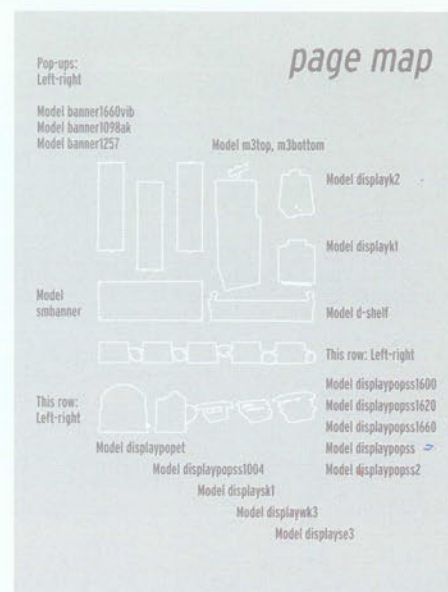 page map
Pop-ups:
Left-right
Model banner1660vib
Model banner1098ak
Model banner1257
Model m3top, m3bottom
Model displayk2
Model displayk1
Model
smbanner
Model d-shelf
This row: Left-right
This row:
Left-right
Model displaypopss1600
Model displaypopss1620
Model displaypopss1660
Model displaypopss
Model displaypopss2
Model displaypopet
Model displaypopss1004
Model displaysk1
Model displaywk3
Model displayse3